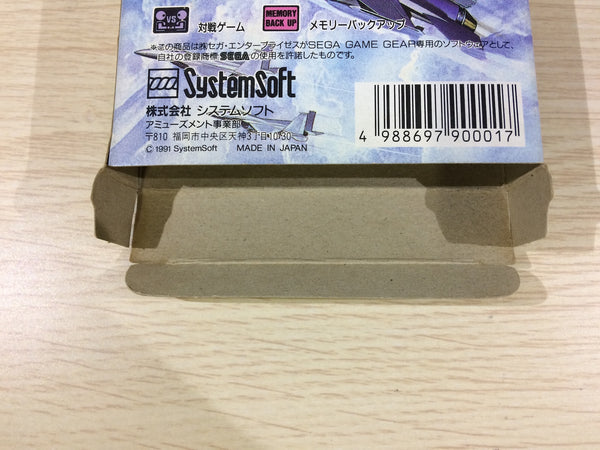 VS
対戦ゲーム
MEMORY
BACK UP
メモリーバックアップ
※この商品は㈱セガ・エンタープライゼスがSEGA GAME GEAR専用のソフトウェアとして、
自社の登録商標 SEGA の使用を許諾したものです。
SystemSoft
株式会社 システムソフト
アミューズメント事業部
〒810 福岡市中央区天神3丁目10-30
© 1991 SystemSoft MADE IN JAPAN
4 988697 900017